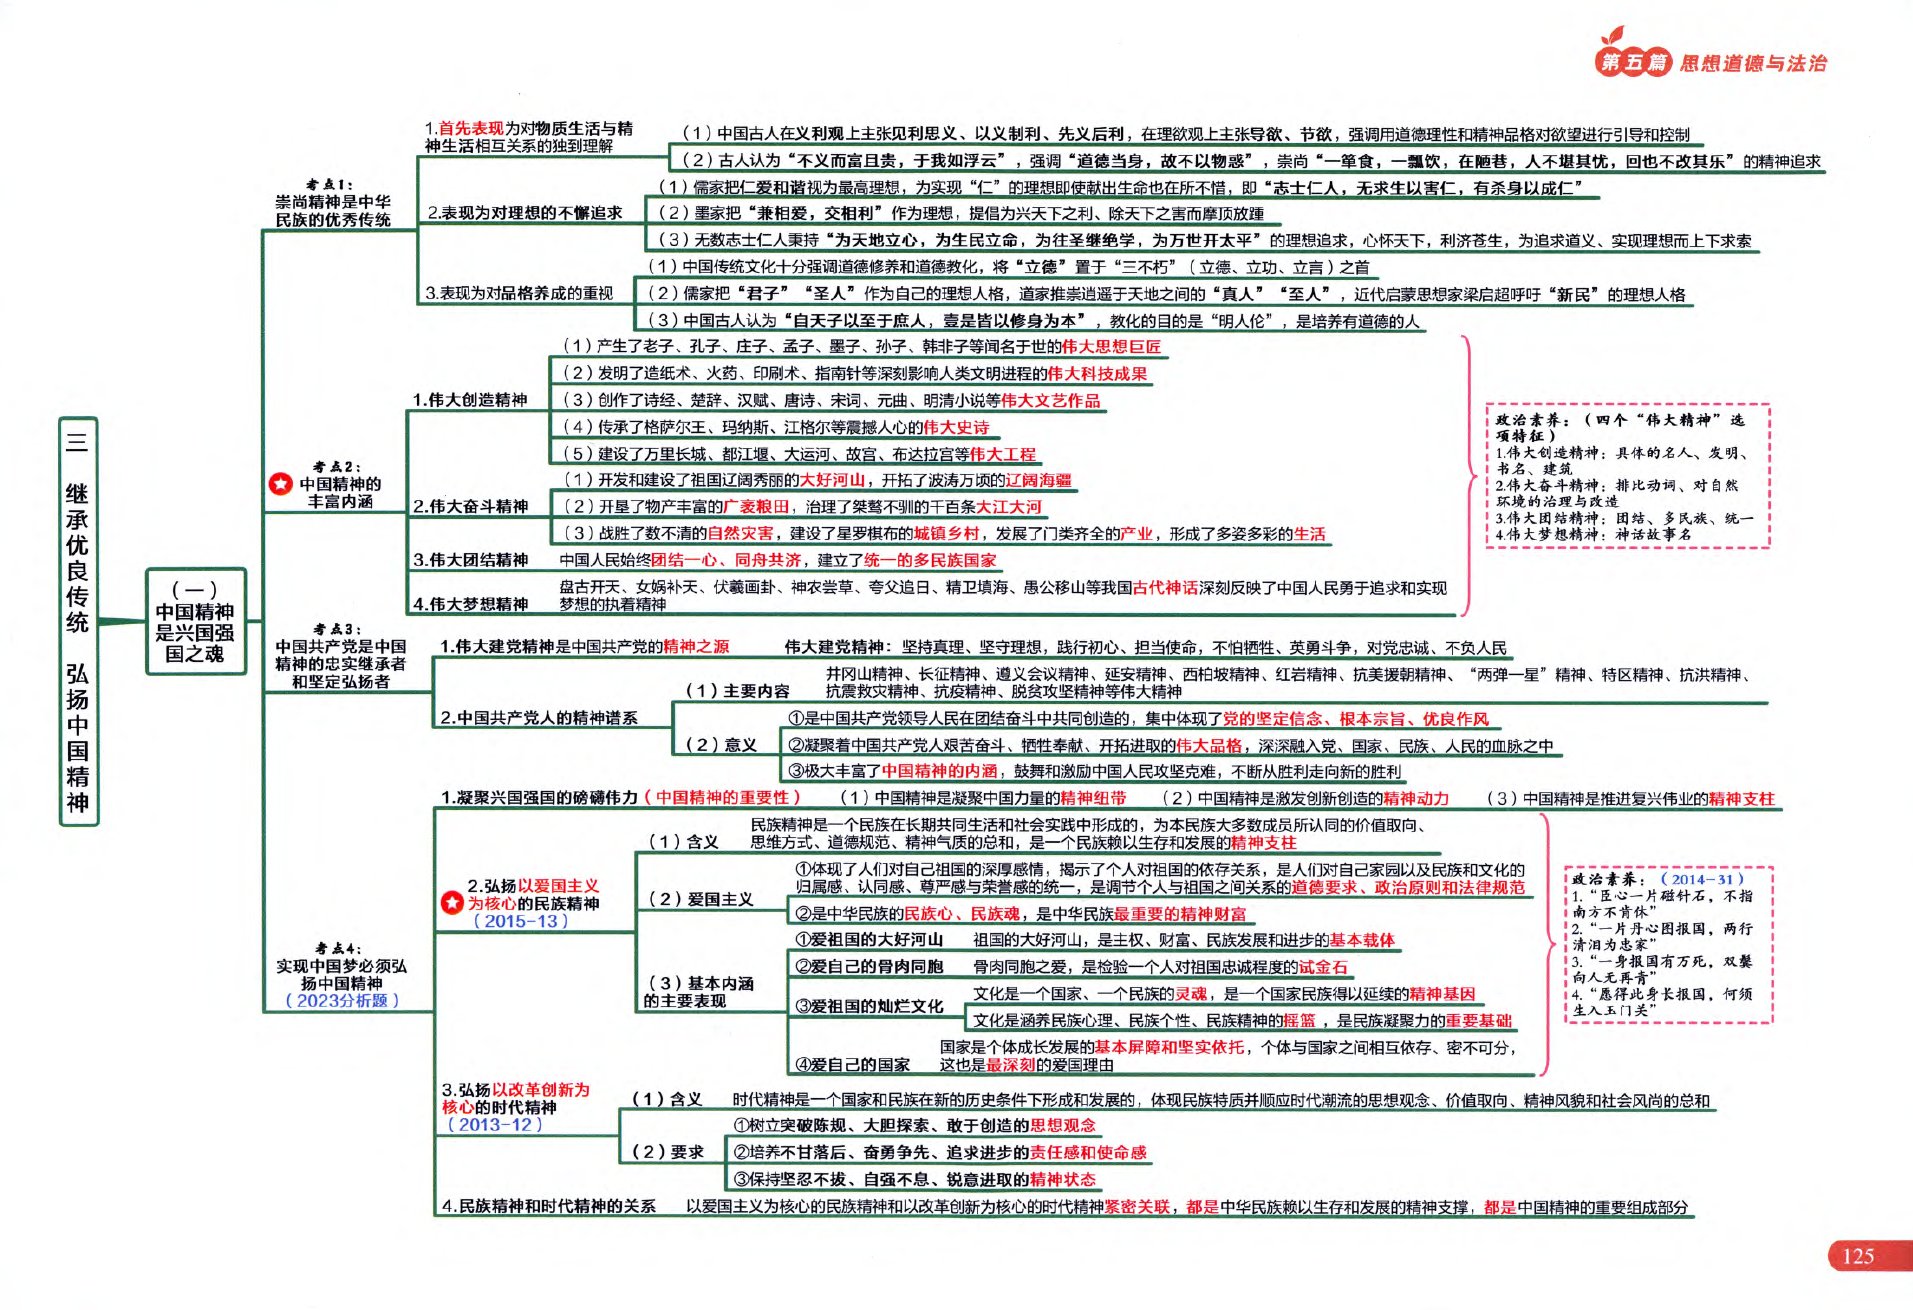 第五篇 思想道德与法治
三 继承优良传统 弘扬中国精神
（一）
中国精神
是兴国强
国之魂
考点1：
崇尚精神是中华
民族的优秀传统
1.首先表现为对物质生活与精
神生活相互关系的独到理解
（1）中国古人在义利观上主张见利思义、以义制利、先义后利，在理欲观上主张导欲、节欲，强调用道德理性和精神品格对欲望进行引导和控制
（2）古人认为“不义而富且贵，于我如浮云”，强调“道德当身，故不以物惑”，崇尚“一箪食，一瓢饮，在陋巷，人不堪其忧，回也不改其乐”的精神追求
2.表现为对理想的不懈追求
（1）儒家把仁爱和谐视为最高理想，为实现“仁”的理想即使献出生命也在所不惜，即“志士仁人，无求生以害仁，有杀身以成仁”
（2）墨家把“兼相爱，交相利”作为理想，提倡为兴天下之利、除天下之害而摩顶放踵
（3）无数志士仁人秉持“为天地立心，为生民立命，为往圣继绝学，为万世开太平”的理想追求，心怀天下，利济苍生，为追求道义、实现理想而上下求索
3.表现为对品格养成的重视
（1）中国传统文化十分强调道德修养和道德教化，将“立德”置于“三不朽”（立德、立功、立言）之首
（2）儒家把“君子”“圣人”作为自己的理想人格，道家推崇逍遥于天地之间的“真人”“至人”，近代启蒙思想家梁启超呼吁“新民”的理想人格
（3）中国古人认为“自天子以至于庶人，壹是皆以修身为本”，教化的目的是“明人伦”，是培养有道德的人
考点2：
中国精神的
丰富内涵
1.伟大创造精神
（1）产生了老子、孔子、庄子、孟子、墨子、孙子、韩非子等闻名于世的伟大思想巨匠
（2）发明了造纸术、火药、印刷术、指南针等深刻影响人类文明进程的伟大科技成果
（3）创作了诗经、楚辞、汉赋、唐诗、宋词、元曲、明清小说等伟大文艺作品
（4）传承了格萨尔王、玛纳斯、江格尔等震撼人心的伟大史诗
（5）建设了万里长城、都江堰、大运河、故宫、布达拉宫等伟大工程
2.伟大奋斗精神
（1）开发和建设了祖国辽阔秀丽的大好河山，开拓了波涛万顷的辽阔海疆
（2）开垦了物产丰富的广袤粮田，治理了桀骜不驯的千百条大江大河
（3）战胜了数不清的自然灾害，建设了星罗棋布的城镇乡村，发展了门类齐全的产业，形成了多姿多彩的生活
3.伟大团结精神
中国人民始终团结一心、同舟共济，建立了统一的多民族国家
4.伟大梦想精神
盘古开天、女娲补天、伏羲画卦、神农尝草、夸父追日、精卫填海、愚公移山等我国古代神话深刻反映了中国人民勇于追求和实现
梦想的执着精神
政治素养：（四个“伟大精神”选
项特征）
1.伟大创造精神：具体的名人、发明、
书名、建筑
2.伟大奋斗精神：排比动词、对自然
环境的治理与改造
3.伟大团结精神：团结、多民族、统一
4.伟大梦想精神：神话故事名
考点3：
中国共产党是中国
精神的忠实继承者
和坚定弘扬者
1.伟大建党精神是中国共产党的精神之源
伟大建党精神：坚持真理、坚守理想，践行初心、担当使命，不怕牺牲、英勇斗争，对党忠诚、不负人民
2.中国共产党人的精神谱系
（1）主要内容
井冈山精神、长征精神、遵义会议精神、延安精神、西柏坡精神、红岩精神、抗美援朝精神、“两弹一星”精神、特区精神、抗洪精神、
抗震救灾精神、抗疫精神、脱贫攻坚精神等伟大精神
（2）意义
①是中国共产党领导人民在团结奋斗中共同创造的，集中体现了党的坚定信念、根本宗旨、优良作风
②凝聚着中国共产党人艰苦奋斗、牺牲奉献、开拓进取的伟大品格，深深融入党、国家、民族、人民的血脉之中
③极大丰富了中国精神的内涵，鼓舞和激励中国人民攻坚克难，不断从胜利走向新的胜利
考点4：
实现中国梦必须弘
扬中国精神
（2023分析题）
1.凝聚兴国强国的磅礴伟力（中国精神的重要性）
（1）中国精神是凝聚中国力量的精神纽带
（2）中国精神是激发创新创造的精神动力
（3）中国精神是推进复兴伟业的精神支柱
2.弘扬以爱国主义
为核心的民族精神
（2015-13）
（1）含义
民族精神是一个民族在长期共同生活和社会实践中形成的，为本民族大多数成员所认同的价值取向、
思维方式、道德规范、精神气质的总和，是一个民族赖以生存和发展的精神支柱
（2）爱国主义
①体现了人们对自己祖国的深厚感情，揭示了个人对祖国的依存关系，是人们对自己家园以及民族和文化的
归属感、认同感、尊严感与荣誉感的统一，是调节个人与祖国之间关系的道德要求、政治原则和法律规范
②是中华民族的民族心、民族魂，是中华民族最重要的精神财富
（3）基本内涵
的主要表现
①爱祖国的大好河山
祖国的大好河山，是主权、财富、民族发展和进步的基本载体
②爱自己的骨肉同胞
骨肉同胞之爱，是检验一个人对祖国忠诚程度的试金石
③爱祖国的灿烂文化
文化是一个国家、一个民族的灵魂，是一个国家民族得以延续的精神基因
文化是涵养民族心理、民族个性、民族精神的摇篮，是民族凝聚力的重要基础
④爱自己的国家
国家是个体成长发展的基本屏障和坚实依托，个体与国家之间相互依存、密不可分，
这也是最深刻的爱国理由
政治素养：（2014-31）
1.“臣心一片磁针石，不指
南方不肯休”
2.“一片丹心图报国，两行
清泪为忠家”
3.“一身报国有万死，双鬓
向人无再青”
4.“愿得此身长报国，何须
生入玉门关”
3.弘扬以改革创新为
核心的时代精神
（2013-12）
（1）含义
时代精神是一个国家和民族在新的历史条件下形成和发展的，体现民族特质并顺应时代潮流的思想观念、价值取向、精神风貌和社会风尚的总和
（2）要求
①树立突破陈规、大胆探索、敢于创造的思想观念
②培养不甘落后、奋勇争先、追求进步的责任感和使命感
③保持坚忍不拔、自强不息、锐意进取的精神状态
4.民族精神和时代精神的关系
以爱国主义为核心的民族精神和以改革创新为核心的时代精神紧密关联，都是中华民族赖以生存和发展的精神支撑，都是中国精神的重要组成部分
125